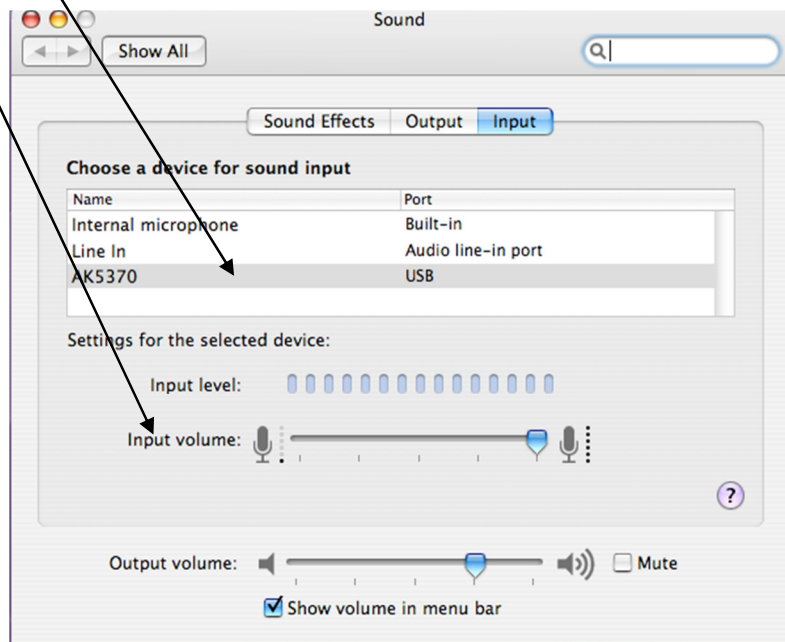 Sound
Show All
Sound Effects Output Input
Choose a device for sound input
Name Port
Internal microphone Built-in
Line In Audio line-in port
AK5370 USB
Settings for the selected device:
Input level:
Input volume:
?
Output volume: Mute
Show volume in menu bar